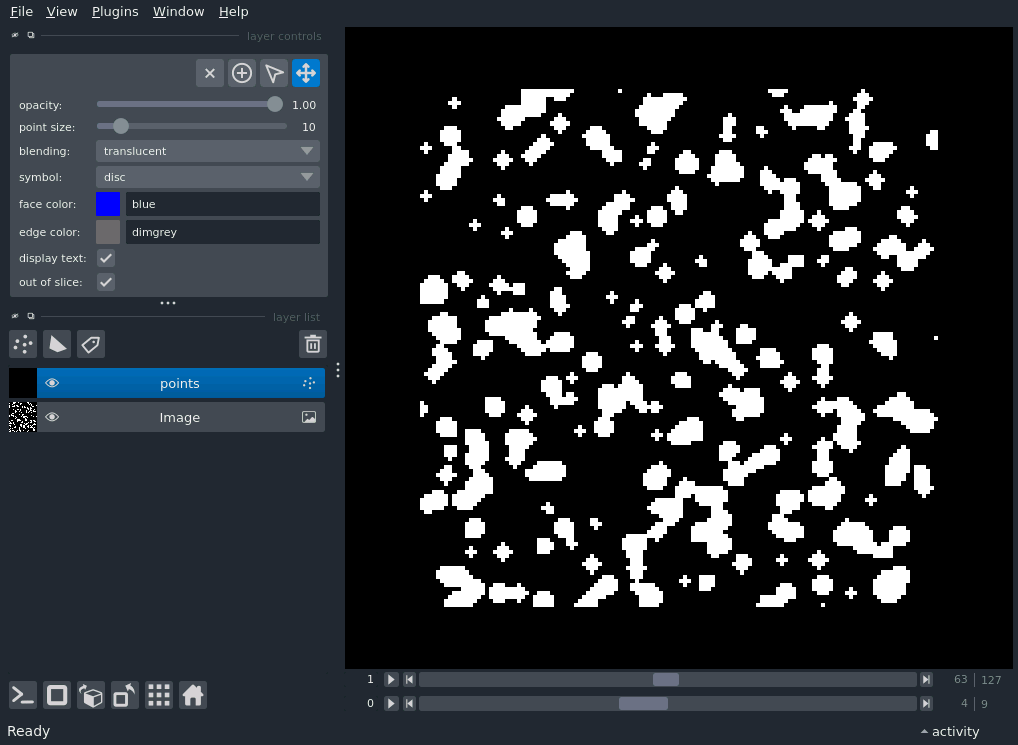 File View Plugins Window Help
layer controls
opacity: 1.00
point size: 10
blending: translucent
symbol: disc
face color: blue
edge color: dimgrey
display text:
out of slice:
layer list
points
Image
1 63 | 127
0 4 | 9
Ready activity